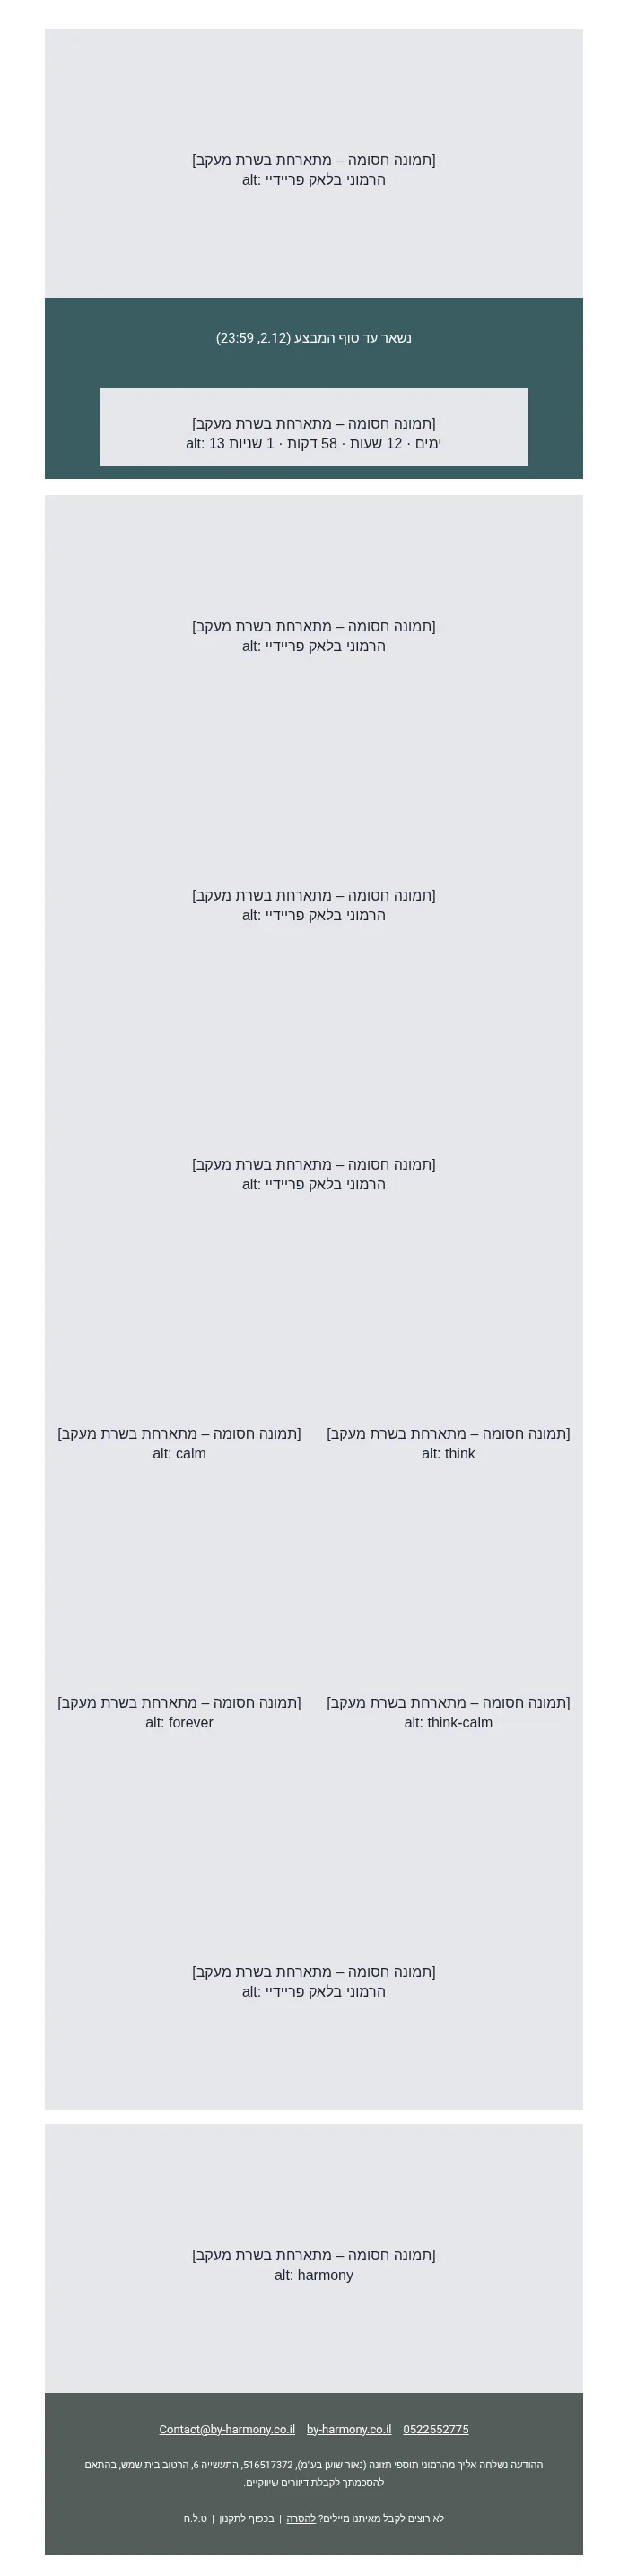 [תמונה חסומה – מתארחת בשרת מעקב]
alt: הרמוני בלאק פריידיי
נשאר עד סוף המבצע (2.12, 23:59)
[תמונה חסומה – מתארחת בשרת מעקב]
alt: 13 ימים · 12 שעות · 58 דקות · 1 שניות
[תמונה חסומה – מתארחת בשרת מעקב]
alt: הרמוני בלאק פריידיי
[תמונה חסומה – מתארחת בשרת מעקב]
alt: הרמוני בלאק פריידיי
[תמונה חסומה – מתארחת בשרת מעקב]
alt: הרמוני בלאק פריידיי
[תמונה חסומה – מתארחת בשרת מעקב]
alt: think
[תמונה חסומה – מתארחת בשרת מעקב]
alt: calm
[תמונה חסומה – מתארחת בשרת מעקב]
alt: think-calm
[תמונה חסומה – מתארחת בשרת מעקב]
alt: forever
[תמונה חסומה – מתארחת בשרת מעקב]
alt: הרמוני בלאק פריידיי
[תמונה חסומה – מתארחת בשרת מעקב]
alt: harmony
0522552775 by-harmony.co.il Contact@by-harmony.co.il
ההודעה נשלחה אליך מהרמוני תוספי תזונה (נאור שוען בע"מ), 516517372, התעשייה 6, הרטוב בית שמש, בהתאם
להסכמתך לקבלת דיוורים שיווקיים.
לא רוצים לקבל מאיתנו מיילים? להסרה | בכפוף לתקנון | ט.ל.ח